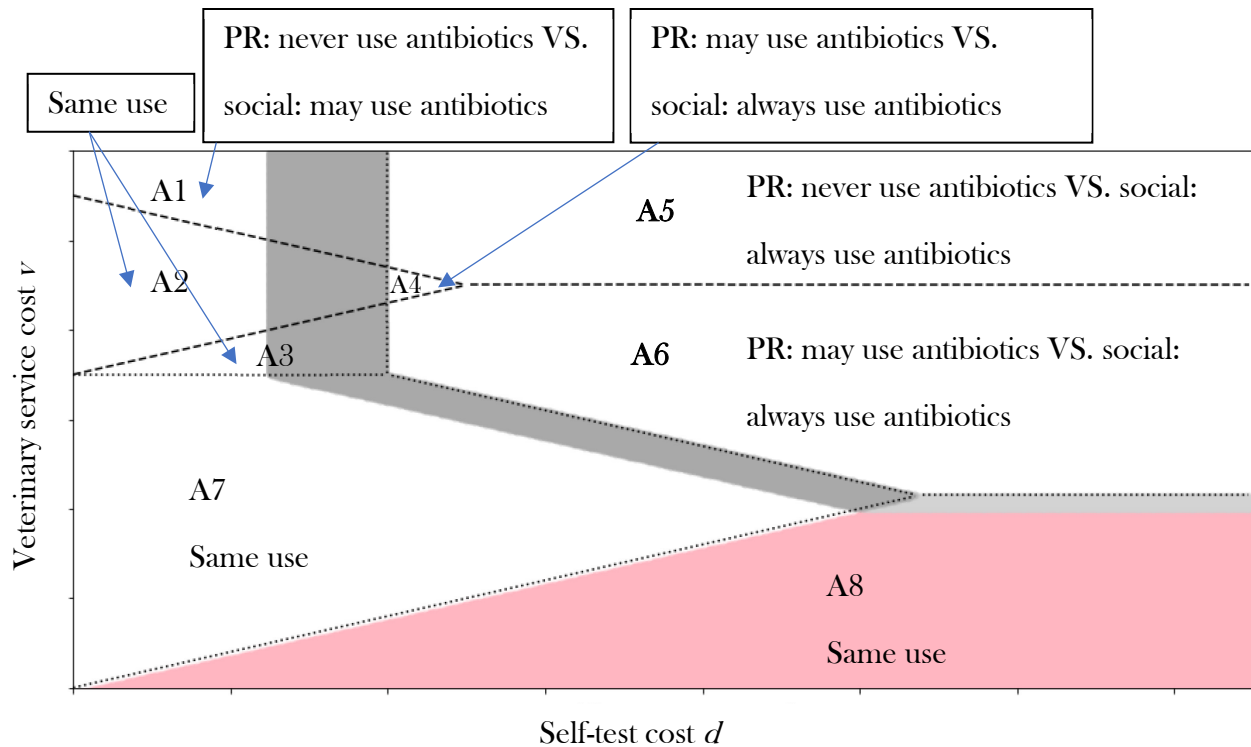 PR: never use antibiotics VS.
social: may use antibiotics
PR: may use antibiotics VS.
social: always use antibiotics
Same use
A1
A2
A3
A4
A5
PR: never use antibiotics VS. social:
always use antibiotics
A6
PR: may use antibiotics VS. social:
always use antibiotics
A7
Same use
A8
Same use
Veterinary service cost v
Self-test cost d